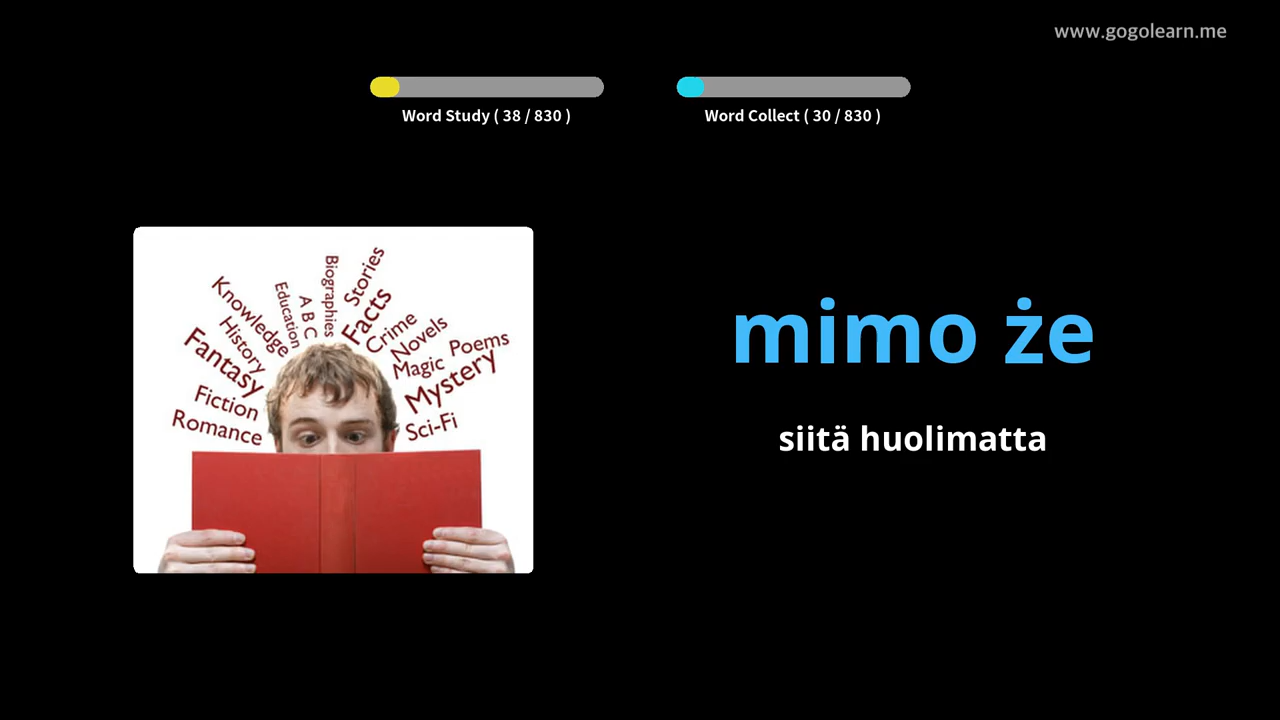 www.gogolearn.me
Word Study ( 38 / 830 )
Word Collect ( 30 / 830 )
mimo że
siitä huolimatta
Biographies
Stories
Education
A B C
Facts
Knowledge
Crime
History
Novels
Poems
Fantasy
Magic
Mystery
Fiction
Romance
Sci-Fi